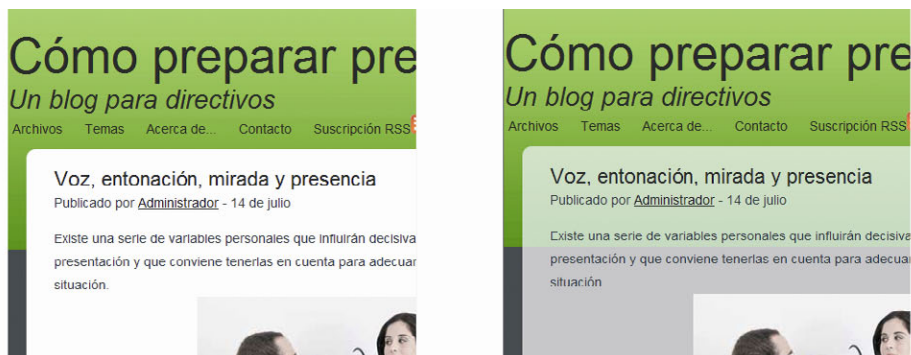 Cómo preparar pre
Un blog para directivos
Archivos Temas Acerca de... Contacto Suscripción RSS
Voz, entonación, mirada y presencia
Publicado por Administrador - 14 de julio
Existe una serie de variables personales que influirán decisiva
presentación y que conviene tenerlas en cuenta para adecuar
situación.
Cómo preparar pre
Un blog para directivos
Archivos Temas Acerca de... Contacto Suscripción RSS
Voz, entonación, mirada y presencia
Publicado por Administrador - 14 de julio
Existe una serie de variables personales que influirán decisiva
presentación y que conviene tenerlas en cuenta para adecua
situación